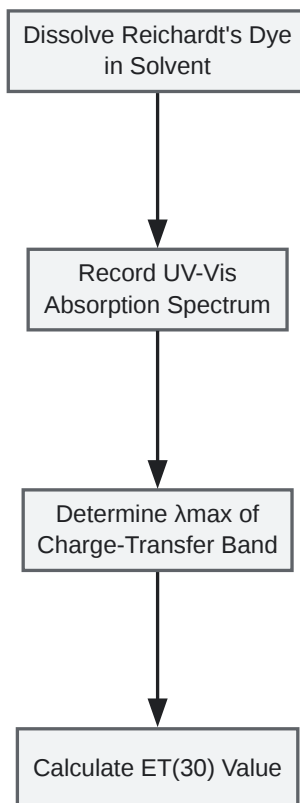 Dissolve Reichardt's Dye
in Solvent
Record UV-Vis
Absorption Spectrum
Determine λmax of
Charge-Transfer Band
Calculate ET(30) Value